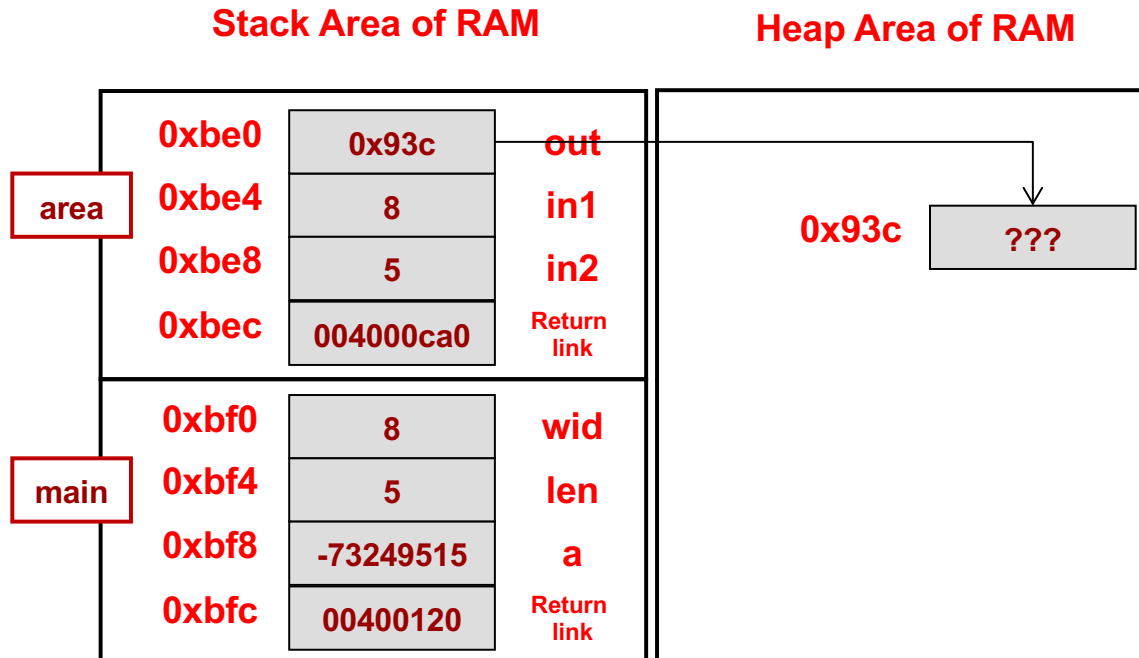 Stack Area of RAM
Heap Area of RAM
area
0xbe0 0x93c out
0xbe4 8 in1
0xbe8 5 in2
0xbec 004000ca0 Return
link
0x93c ???
main
0xbf0 8 wid
0xbf4 5 len
0xbf8 -73249515 a
0xbfc 00400120 Return
link